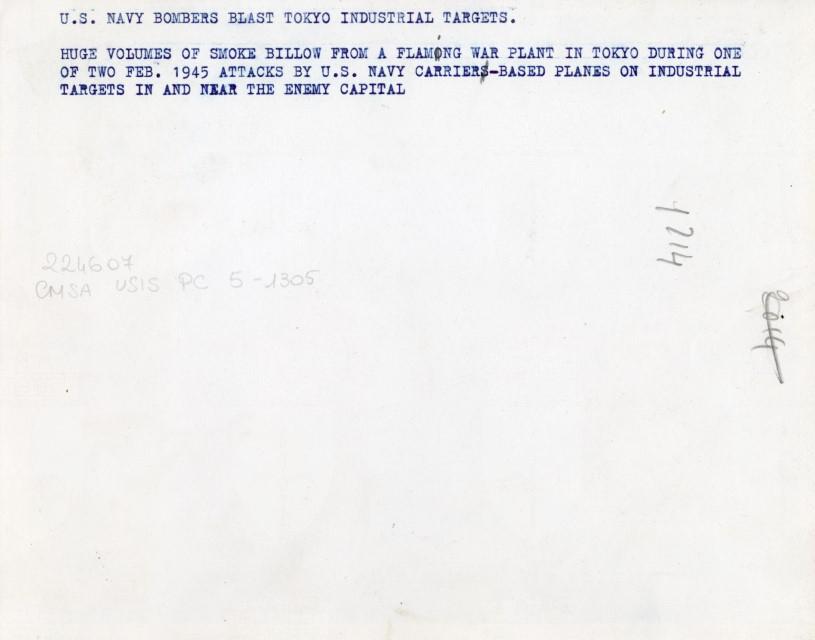 U.S. NAVY BOMBERS BLAST TOKYO INDUSTRIAL TARGETS.
HUGE VOLUMES OF SMOKE BILLOW FROM A FLAMING WAR PLANT IN TOKYO DURING ONE
OF TWO FEB. 1945 ATTACKS BY U.S. NAVY CARRIER-BASED PLANES ON INDUSTRIAL
TARGETS IN AND NEAR THE ENEMY CAPITAL
224607
CMSA USIS PC 5-1305
1214